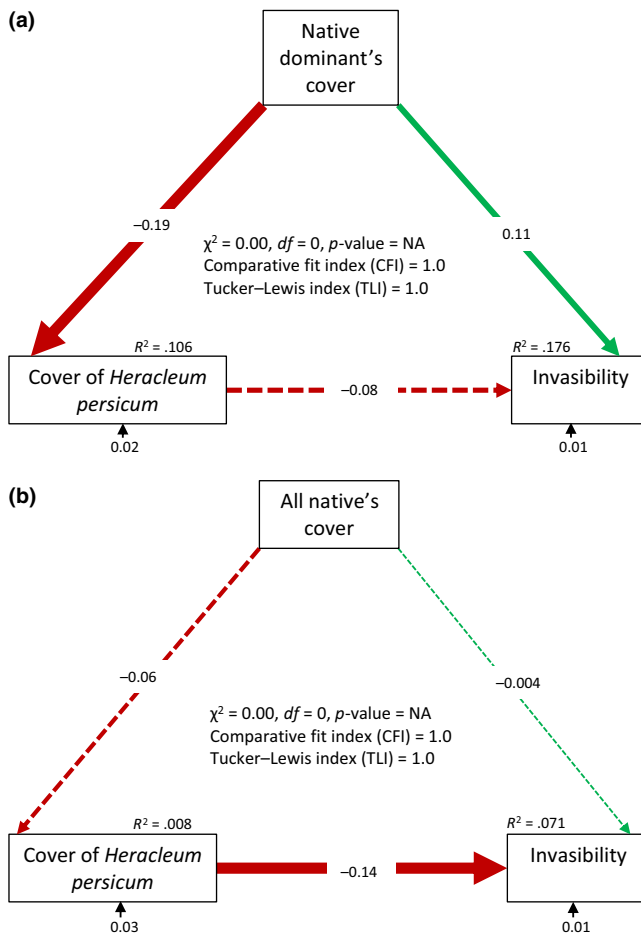 (a)
Native
dominant's
cover
–0.19
0.11
χ² = 0.00, df = 0, p-value = NA
Comparative fit index (CFI) = 1.0
Tucker–Lewis index (TLI) = 1.0
R² = .106
R² = .176
Cover of Heracleum
persicum
–0.08
Invasibility
0.02
0.01
(b)
All native's
cover
–0.06
–0.004
χ² = 0.00, df = 0, p-value = NA
Comparative fit index (CFI) = 1.0
Tucker–Lewis index (TLI) = 1.0
R² = .008
R² = .071
Cover of Heracleum
persicum
–0.14
Invasibility
0.03
0.01